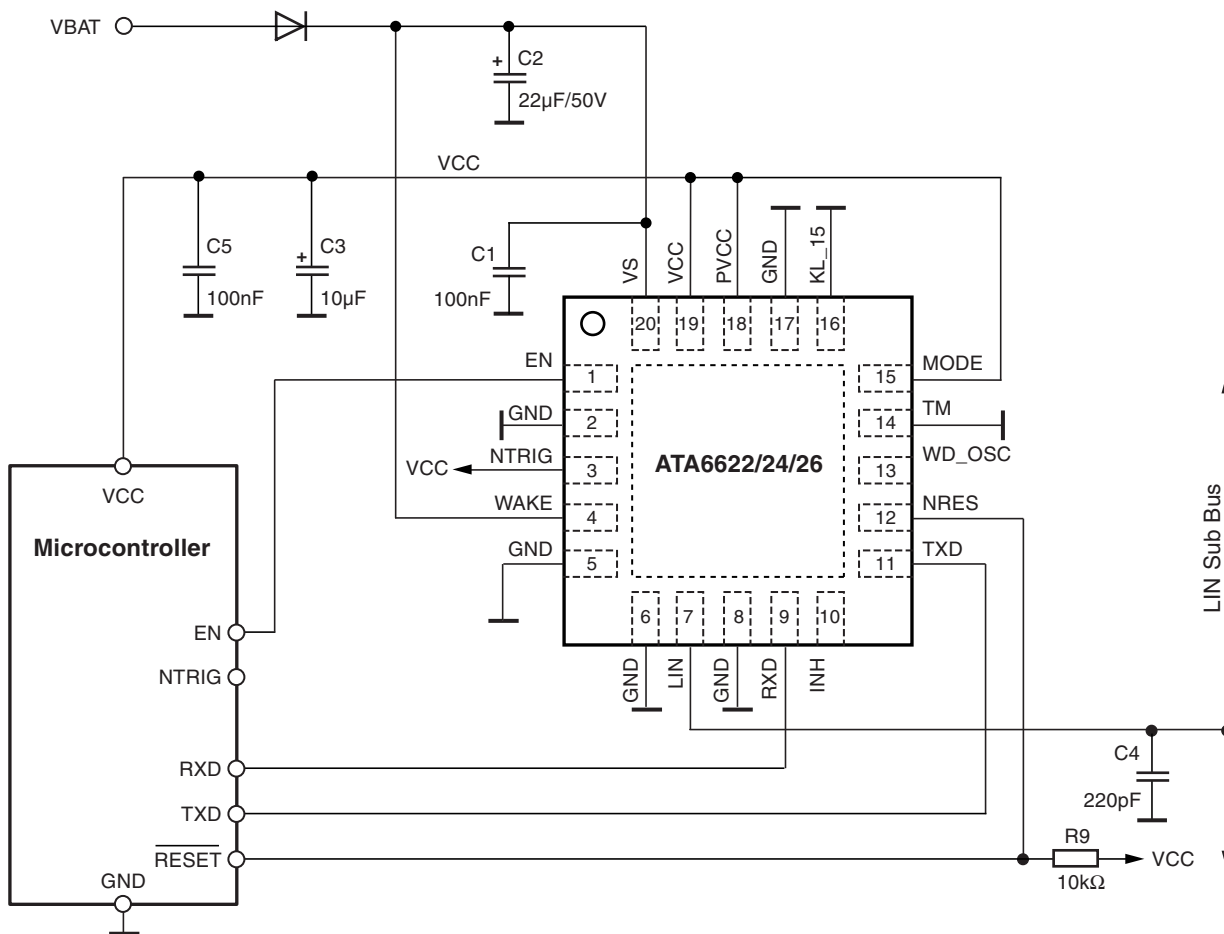 VBAT
+ C2
22µF/50V
VCC
C5
100nF
+ C3
10µF
C1
100nF
VS
VCC
PVCC
GND
KL_15
20
19
18
17
16
EN
1
GND
2
VCC
NTRIG
3
WAKE
4
GND
5
ATA6622/24/26
15
MODE
14
TM
13
WD_OSC
12
NRES
11
TXD
6
7
8
9
10
GND
LIN
GND
RXD
INH
VCC
Microcontroller
EN
NTRIG
RXD
TXD
RESET
GND
LIN Sub Bus
C4
220pF
R9
10kΩ
VCC